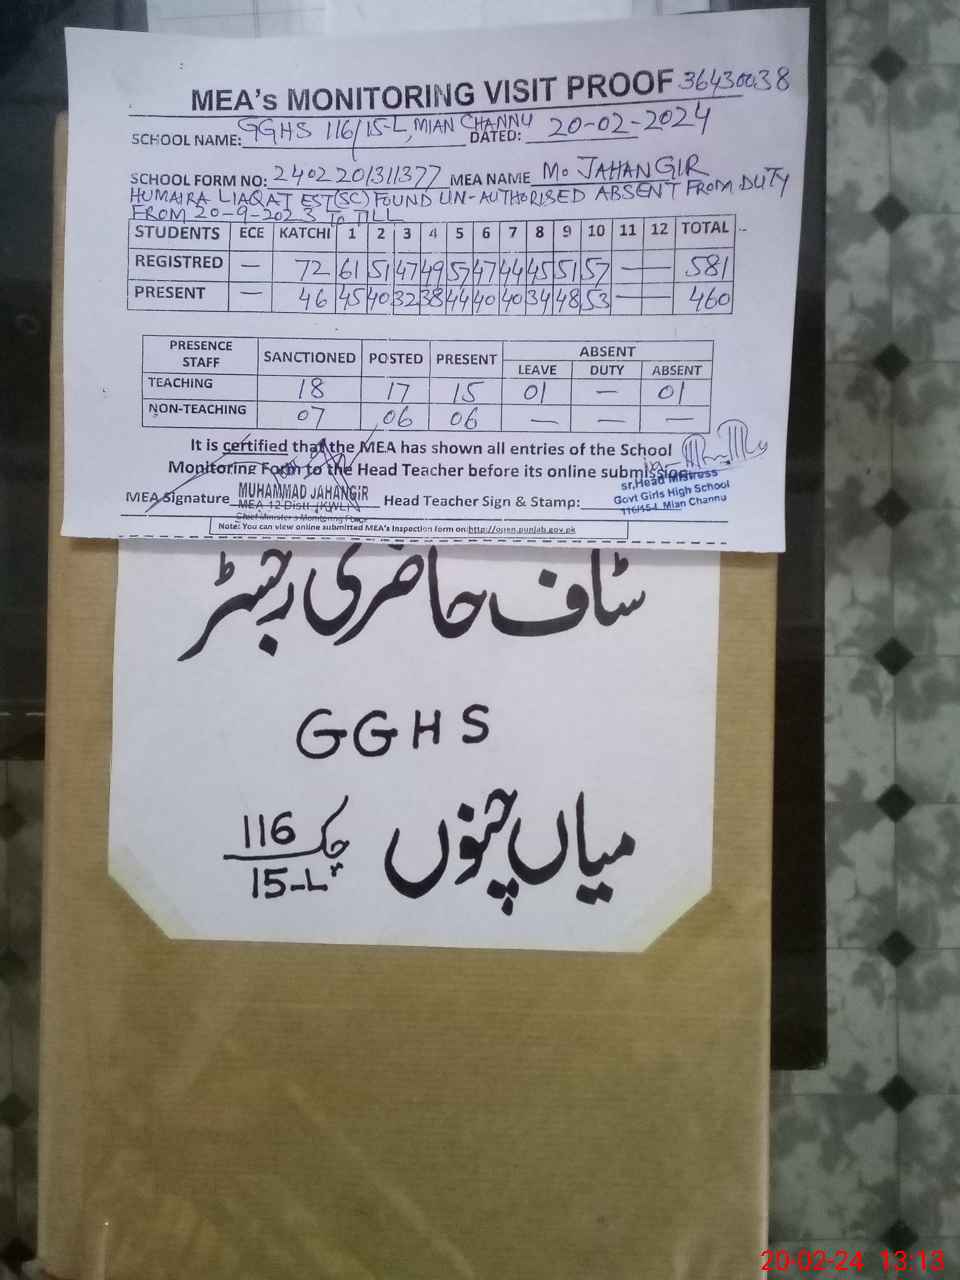 MEA's MONITORING VISIT PROOF 36430038
SCHOOL NAME: GGHS 116/15-L, MIAN CHANNU DATED: 20-02-2024
SCHOOL FORM NO: 2402201311377 MEA NAME MO JAHANGIR
HUMAIRA LIAQAT EST(SC) FOUND UN-AUTHORISED ABSENT FROM DUTY
FROM 20-9-2023 To TILL
STUDENTS ECE KATCHI 1 2 3 4 5 6 7 8 9 10 11 12 TOTAL
REGISTRED — 72 61 51 47 49 57 47 44 45 51 57 — 581
PRESENT — 46 45 40 32 38 44 40 40 34 48 53 — 460
PRESENCE STAFF SANCTIONED POSTED PRESENT ABSENT
LEAVE DUTY ABSENT
TEACHING 18 17 15 01 — 01
NON-TEACHING 07 06 06 — — —
It is certified that the MEA has shown all entries of the School
Monitoring Form to the Head Teacher before its online submission
MEA Signature MUHAMMAD JAHANGIR Head Teacher Sign & Stamp:
MEA-12 Distt (KWL)
Chief Minister's Monitoring Force
sr,Head Mistress
Govt Girls High School
116/15-L Mian Channu
Note: You can view online submitted MEA's Inspection form on:http://open.punjab.gov.pk
سٹاف حاضری رجسٹر
GGHS
میاں چنوں چک 116
15-L
20-02-24 13:13